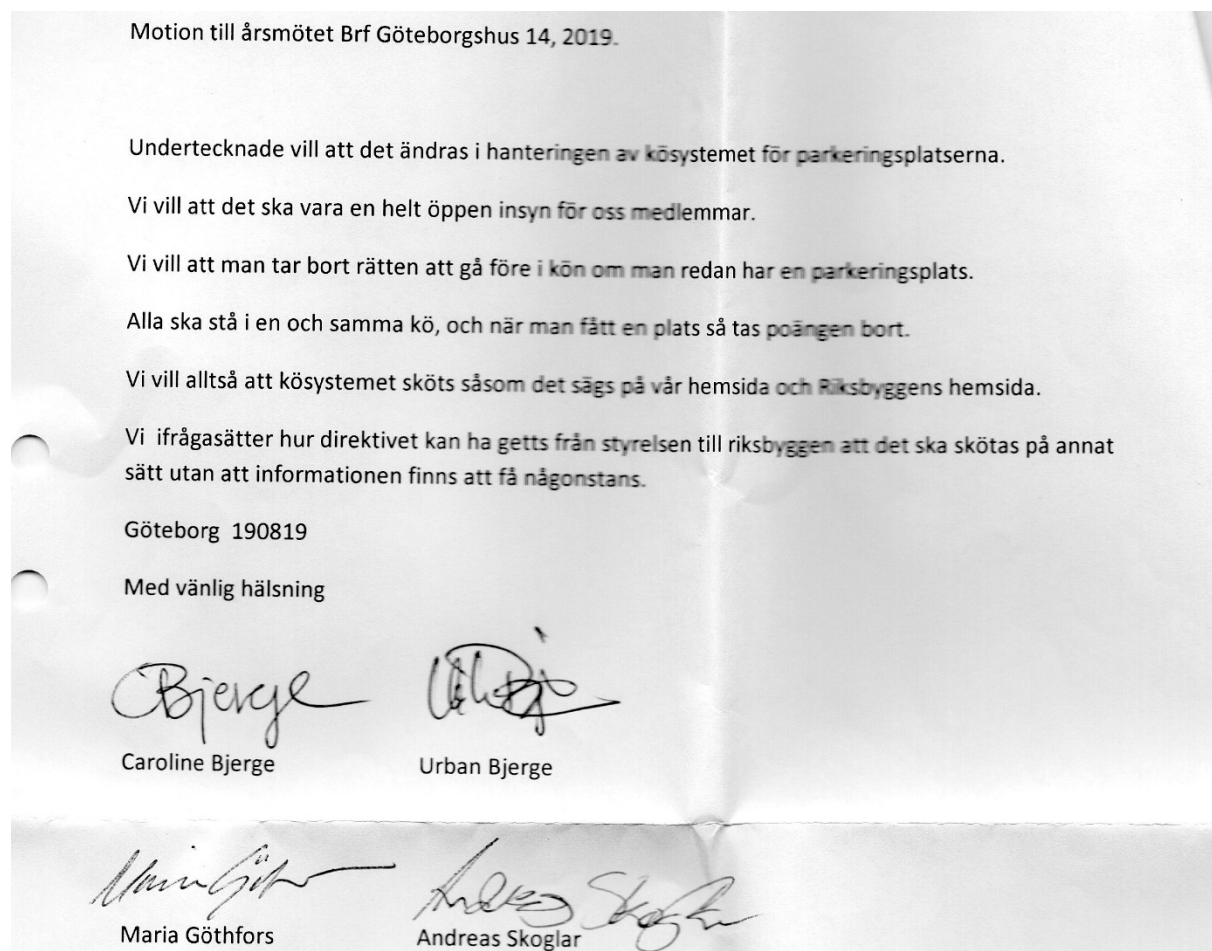 Motion till årsmötet Brf Göteborgshus 14, 2019.
Undertecknade vill att det ändras i hanteringen av kösystemet för parkeringsplatserna.
Vi vill att det ska vara en helt öppen insyn för oss medlemmar.
Vi vill att man tar bort rätten att gå före i kön om man redan har en parkeringsplats.
Alla ska stå i en och samma kö, och när man fått en plats så tas poängen bort.
Vi vill alltså att kösystemet sköts såsom det sägs på vår hemsida och Riksbyggens hemsida.
Vi  ifrågasätter hur direktivet kan ha getts från styrelsen till riksbyggen att det ska skötas på annat
sätt utan att informationen finns att få någonstans.
Göteborg  190819
Med vänlig hälsning
CBjerge
Caroline Bjerge
Urban Bjerge
Maria Göthfors
Andreas Skoglar
Andreas Skoglar